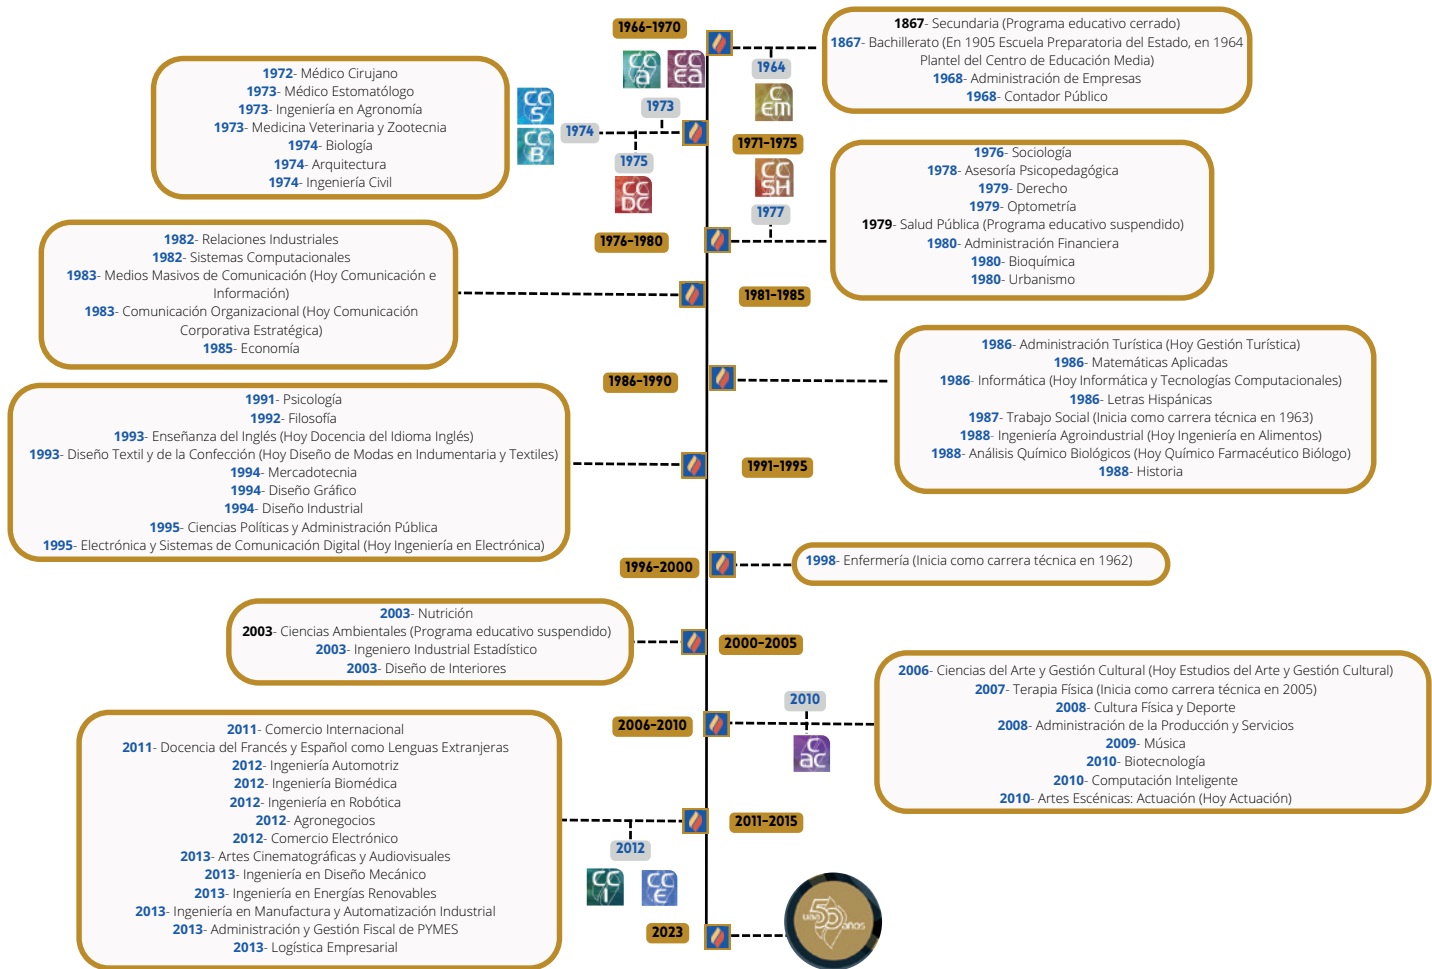 1966-1970
1867- Secundaria (Programa educativo cerrado)
1867- Bachillerato (En 1905 Escuela Preparatoria del Estado, en 1964
Plantel del Centro de Educación Media)
1968- Administración de Empresas
1968- Contador Público
1964
C
EM
CC
a
CC
ea
1972- Médico Cirujano
1973- Médico Estomatólogo
1973- Ingeniería en Agronomía
1973- Medicina Veterinaria y Zootecnia
1974- Biología
1974- Arquitectura
1974- Ingeniería Civil
CC
S
CC
B
1974
1973
1975
CC
DC
1971-1975
CC
SH
1977
1976-1980
1976- Sociología
1978- Asesoría Psicopedagógica
1979- Derecho
1979- Optometría
1979- Salud Pública (Programa educativo suspendido)
1980- Administración Financiera
1980- Bioquímica
1980- Urbanismo
1982- Relaciones Industriales
1982- Sistemas Computacionales
1983- Medios Masivos de Comunicación (Hoy Comunicación e
Información)
1983- Comunicación Organizacional (Hoy Comunicación
Corporativa Estratégica)
1985- Economía
1981-1985
1986-1990
1986- Administración Turística (Hoy Gestión Turística)
1986- Matemáticas Aplicadas
1986- Informática (Hoy Informática y Tecnologías Computacionales)
1986- Letras Hispánicas
1987- Trabajo Social (Inicia como carrera técnica en 1963)
1988- Ingeniería Agroindustrial (Hoy Ingeniería en Alimentos)
1988- Análisis Químico Biológicos (Hoy Químico Farmacéutico Biólogo)
1988- Historia
1991- Psicología
1992- Filosofía
1993- Enseñanza del Inglés (Hoy Docencia del Idioma Inglés)
1993- Diseño Textil y de la Confección (Hoy Diseño de Modas en Indumentaria y Textiles)
1994- Mercadotecnia
1994- Diseño Gráfico
1994- Diseño Industrial
1995- Ciencias Políticas y Administración Pública
1995- Electrónica y Sistemas de Comunicación Digital (Hoy Ingeniería en Electrónica)
1991-1995
1996-2000
1998- Enfermería (Inicia como carrera técnica en 1962)
2003- Nutrición
2003- Ciencias Ambientales (Programa educativo suspendido)
2003- Ingeniero Industrial Estadístico
2003- Diseño de Interiores
2000-2005
2006-2010
2010
C
aC
2006- Ciencias del Arte y Gestión Cultural (Hoy Estudios del Arte y Gestión Cultural)
2007- Terapia Física (Inicia como carrera técnica en 2005)
2008- Cultura Física y Deporte
2008- Administración de la Producción y Servicios
2009- Música
2010- Biotecnología
2010- Computación Inteligente
2010- Artes Escénicas: Actuación (Hoy Actuación)
2011- Comercio Internacional
2011- Docencia del Francés y Español como Lenguas Extranjeras
2012- Ingeniería Automotriz
2012- Ingeniería Biomédica
2012- Ingeniería en Robótica
2012- Agronegocios
2012- Comercio Electrónico
2013- Artes Cinematográficas y Audiovisuales
2013- Ingeniería en Diseño Mecánico
2013- Ingeniería en Energías Renovables
2013- Ingeniería en Manufactura y Automatización Industrial
2013- Administración y Gestión Fiscal de PYMES
2013- Logística Empresarial
2011-2015
2012
CC
I
CC
E
2023
uaa 50 años